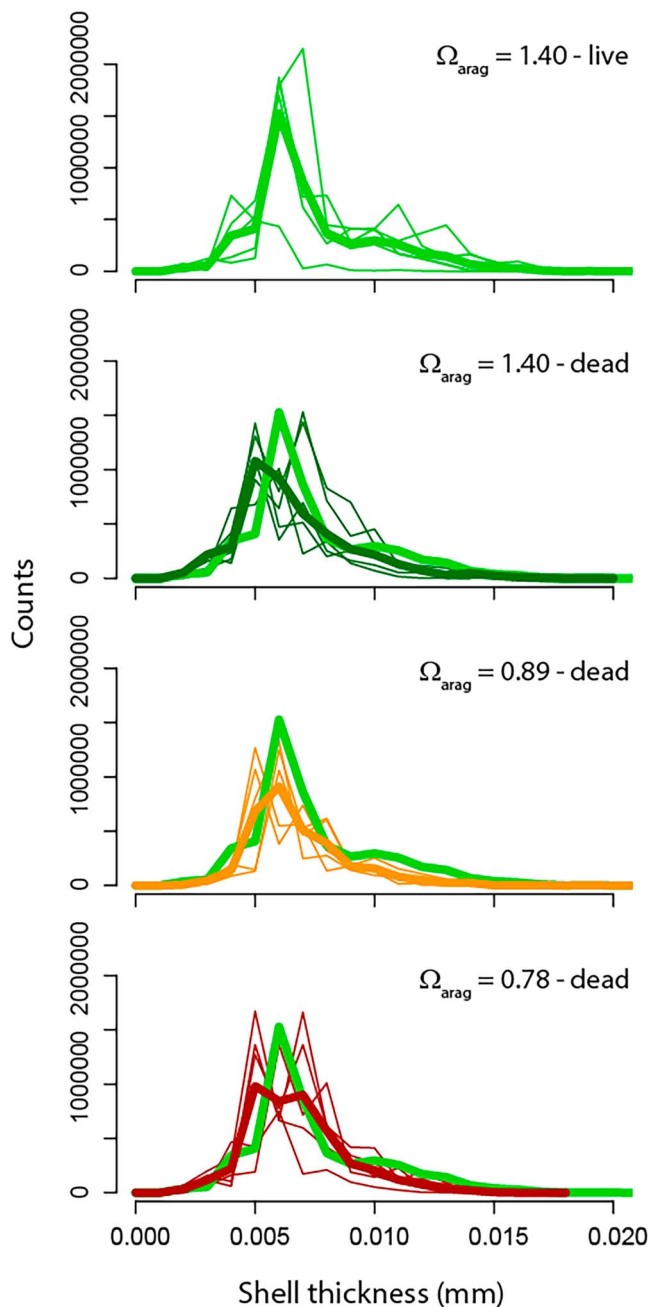 Ωarag = 1.40 - live
2000000
1000000
0
Ωarag = 1.40 - dead
2000000
1000000
0
Counts
Ωarag = 0.89 - dead
2000000
1000000
0
Ωarag = 0.78 - dead
2000000
1000000
0
0.000 0.005 0.010 0.015 0.020
Shell thickness (mm)